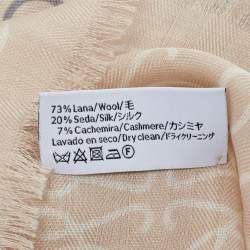 73% Lana/Wool/毛
20% Seda/Silk/シルク
7% Cachemira/Cashmere/カシミヤ
Lavado en seco/Dry clean/ドライクリーニング
F